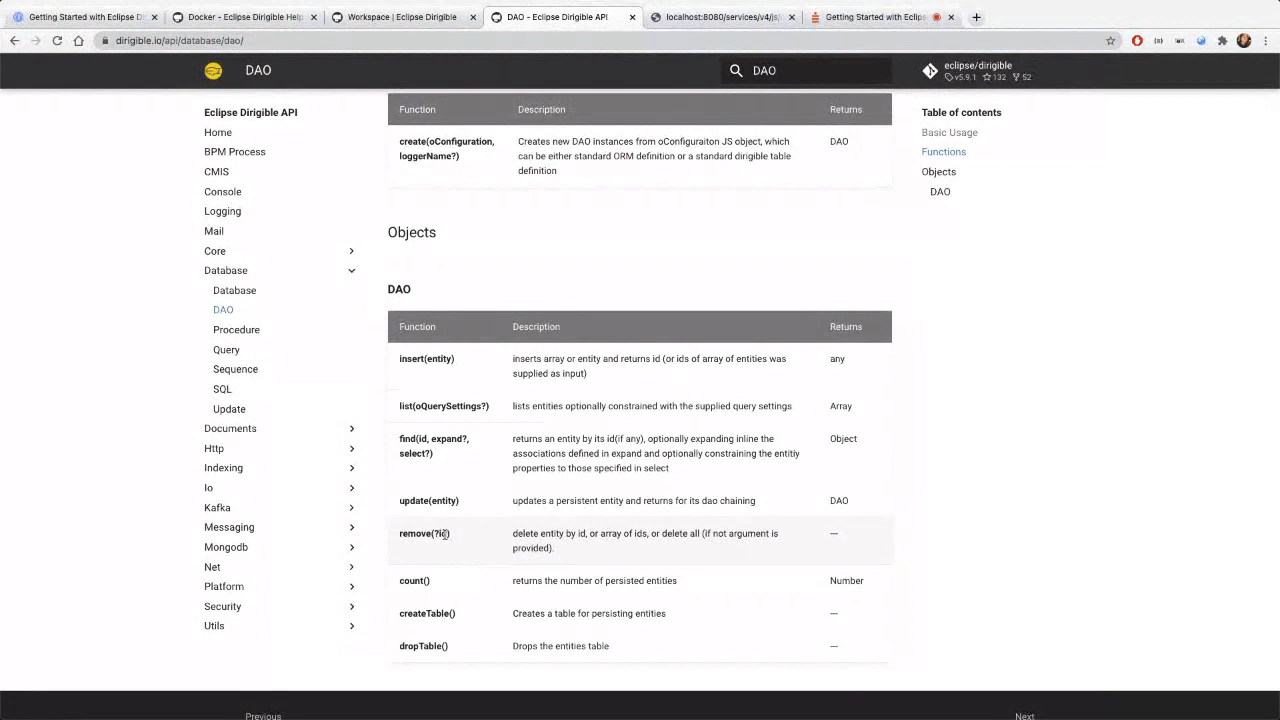 Getting Started with Eclipse D
Docker - Eclipse Dirigible Help
Workspace | Eclipse Dirigible
DAO - Eclipse Dirigible API
localhost:8080/services/v4/js/
Getting Started with Eclips
dirigible.io/api/database/dao/
DAO
DAO
eclipse/dirigible
v5.9.1 132 52
Eclipse Dirigible API
Home
BPM Process
CMIS
Console
Logging
Mail
Core
Database
Database
DAO
Procedure
Query
Sequence
SQL
Update
Documents
Http
Indexing
Io
Kafka
Messaging
Mongodb
Net
Platform
Security
Utils
Function Description Returns
create(oConfiguration, Creates new DAO instances from oConfiguraiton JS object, which DAO
loggerName?) can be either standard ORM definition or a standard dirigible table
definition
Objects
DAO
Function Description Returns
insert(entity) inserts array or entity and returns id (or ids of array of entities was any
supplied as input)
list(oQuerySettings?) lists entities optionally constrained with the supplied query settings Array
find(id, expand?, returns an entity by its id(if any), optionally expanding inline the Object
select?) associations defined in expand and optionally constraining the entitiy
properties to those specified in select
update(entity) updates a persistent entity and returns for its dao chaining DAO
remove(?id) delete entity by id, or array of ids, or delete all (if not argument is ---
provided).
count() returns the number of persisted entities Number
createTable() Creates a table for persisting entities ---
dropTable() Drops the entities table ---
Table of contents
Basic Usage
Functions
Objects
DAO
Previous
Next